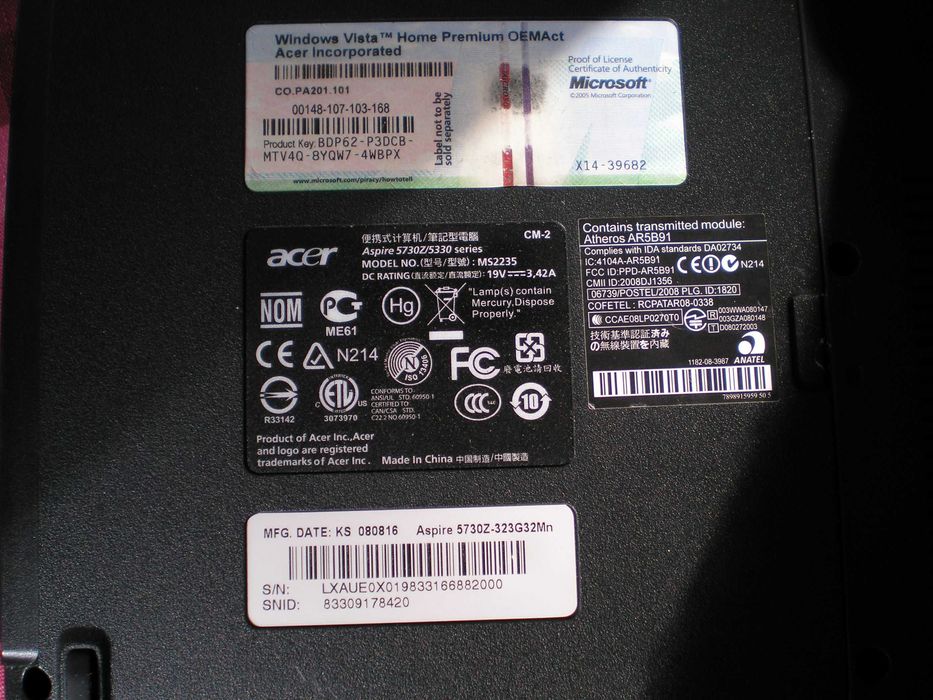 Windows Vista™ Home Premium OEMAct
Acer Incorporated
CO.PA201.101
00148-107-103-168
Product Key: BDP62-P3DCB-
MTV4Q-8YQW7-4WBPX
Label not to be
sold separately
www.microsoft.com/piracy/howtotell
Proof of License
Certificate of Authenticity
Microsoft®
©2005 Microsoft Corporation
X14-39682
acer
便携式计算机/筆記型電腦
CM-2
Aspire 5730Z/5330 series
MODEL NO.(型号/型號): MS2235
DC RATING (直流额定/直流額定): 19V⎓3,42A
NOM
PCT
ME61
Hg
"Lamp(s) contain
Mercury,Dispose
Properly."
CE N214
N
ISO 73406
FC
廢電池請回收
R33142
ETL
C US
3073970
CONFORMS TO
ANSI/UL STD. 60950-1
CERTIFIED TO
CAN/CSA STD.
C22.2 NO.60950-1
CCC
10
Product of Acer Inc.,Acer
and logo are registered
trademarks of Acer Inc.
Made In China 中国制造/中國製造
Contains transmitted module:
Atheros AR5B91
Complies with IDA standards DA02734
IC:4104A-AR5B91
FCC ID:PPD-AR5B91
CE N214
CMII ID:2008DJ1356
06739/POSTEL/2008 PLG. ID:1820
COFETEL : RCPATAR08-0338
CCAE08LP0270T0
R 003WWA080147
003GZA080148
T D080272003
技術基準認証済み
の無線装置を内蔵
1182-08-3987
ANATEL
7898915959 50 5
MFG. DATE: KS 080816 Aspire 5730Z-323G32Mn
S/N: LXAUE0X019833166882000
SNID: 83309178420